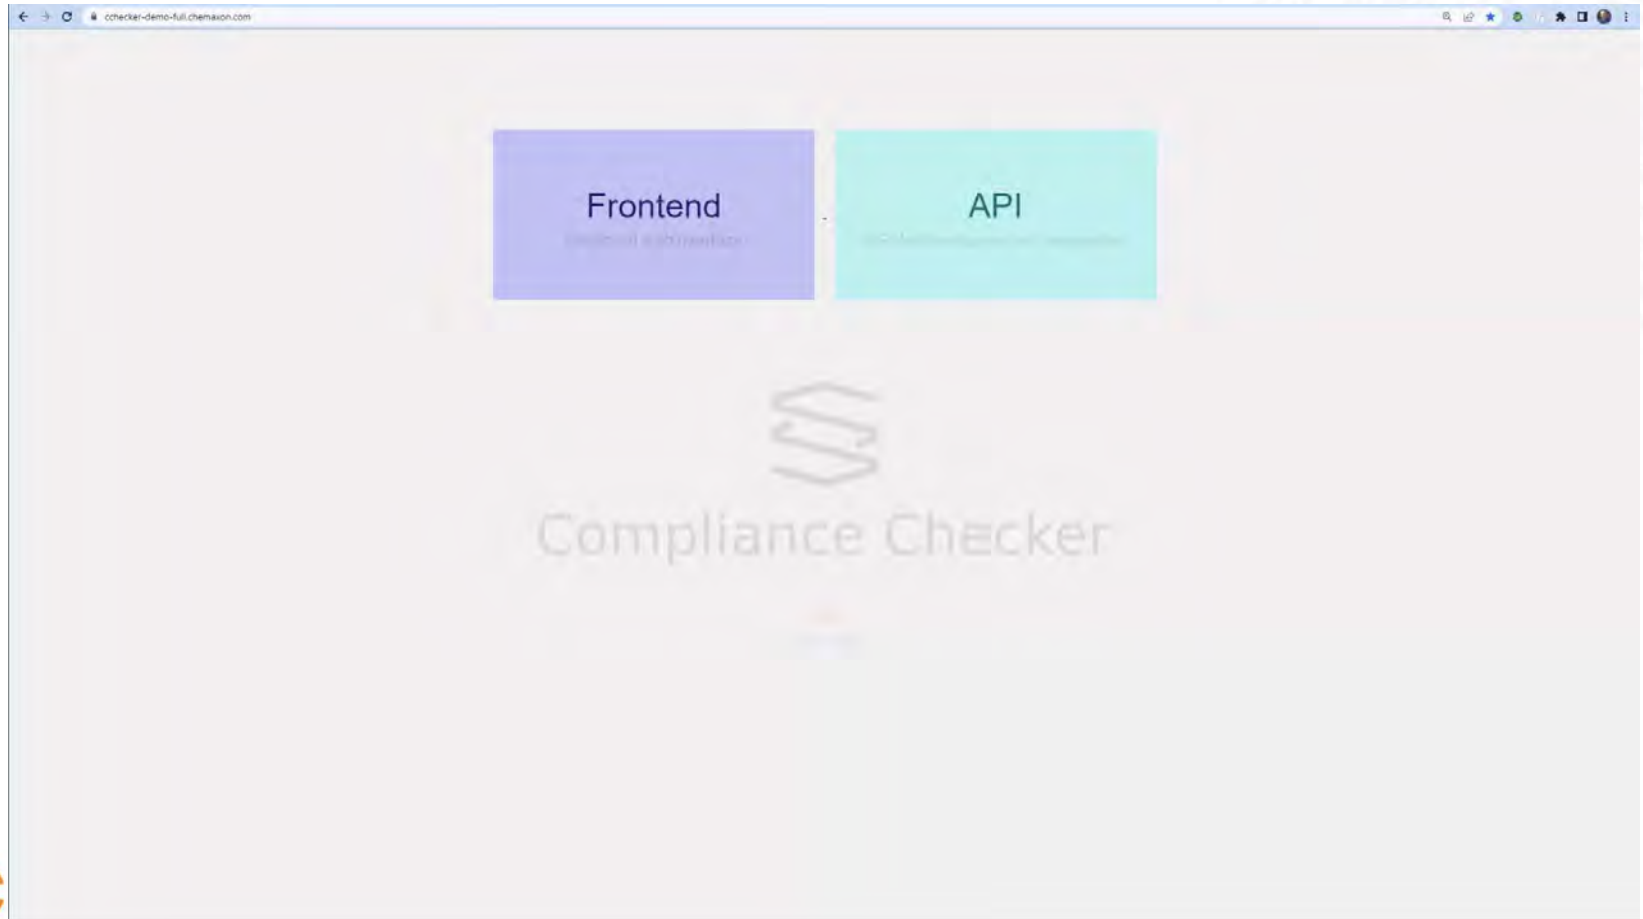 cchecker-demo-full.chemaxon.com
Frontend
API
Compliance Checker